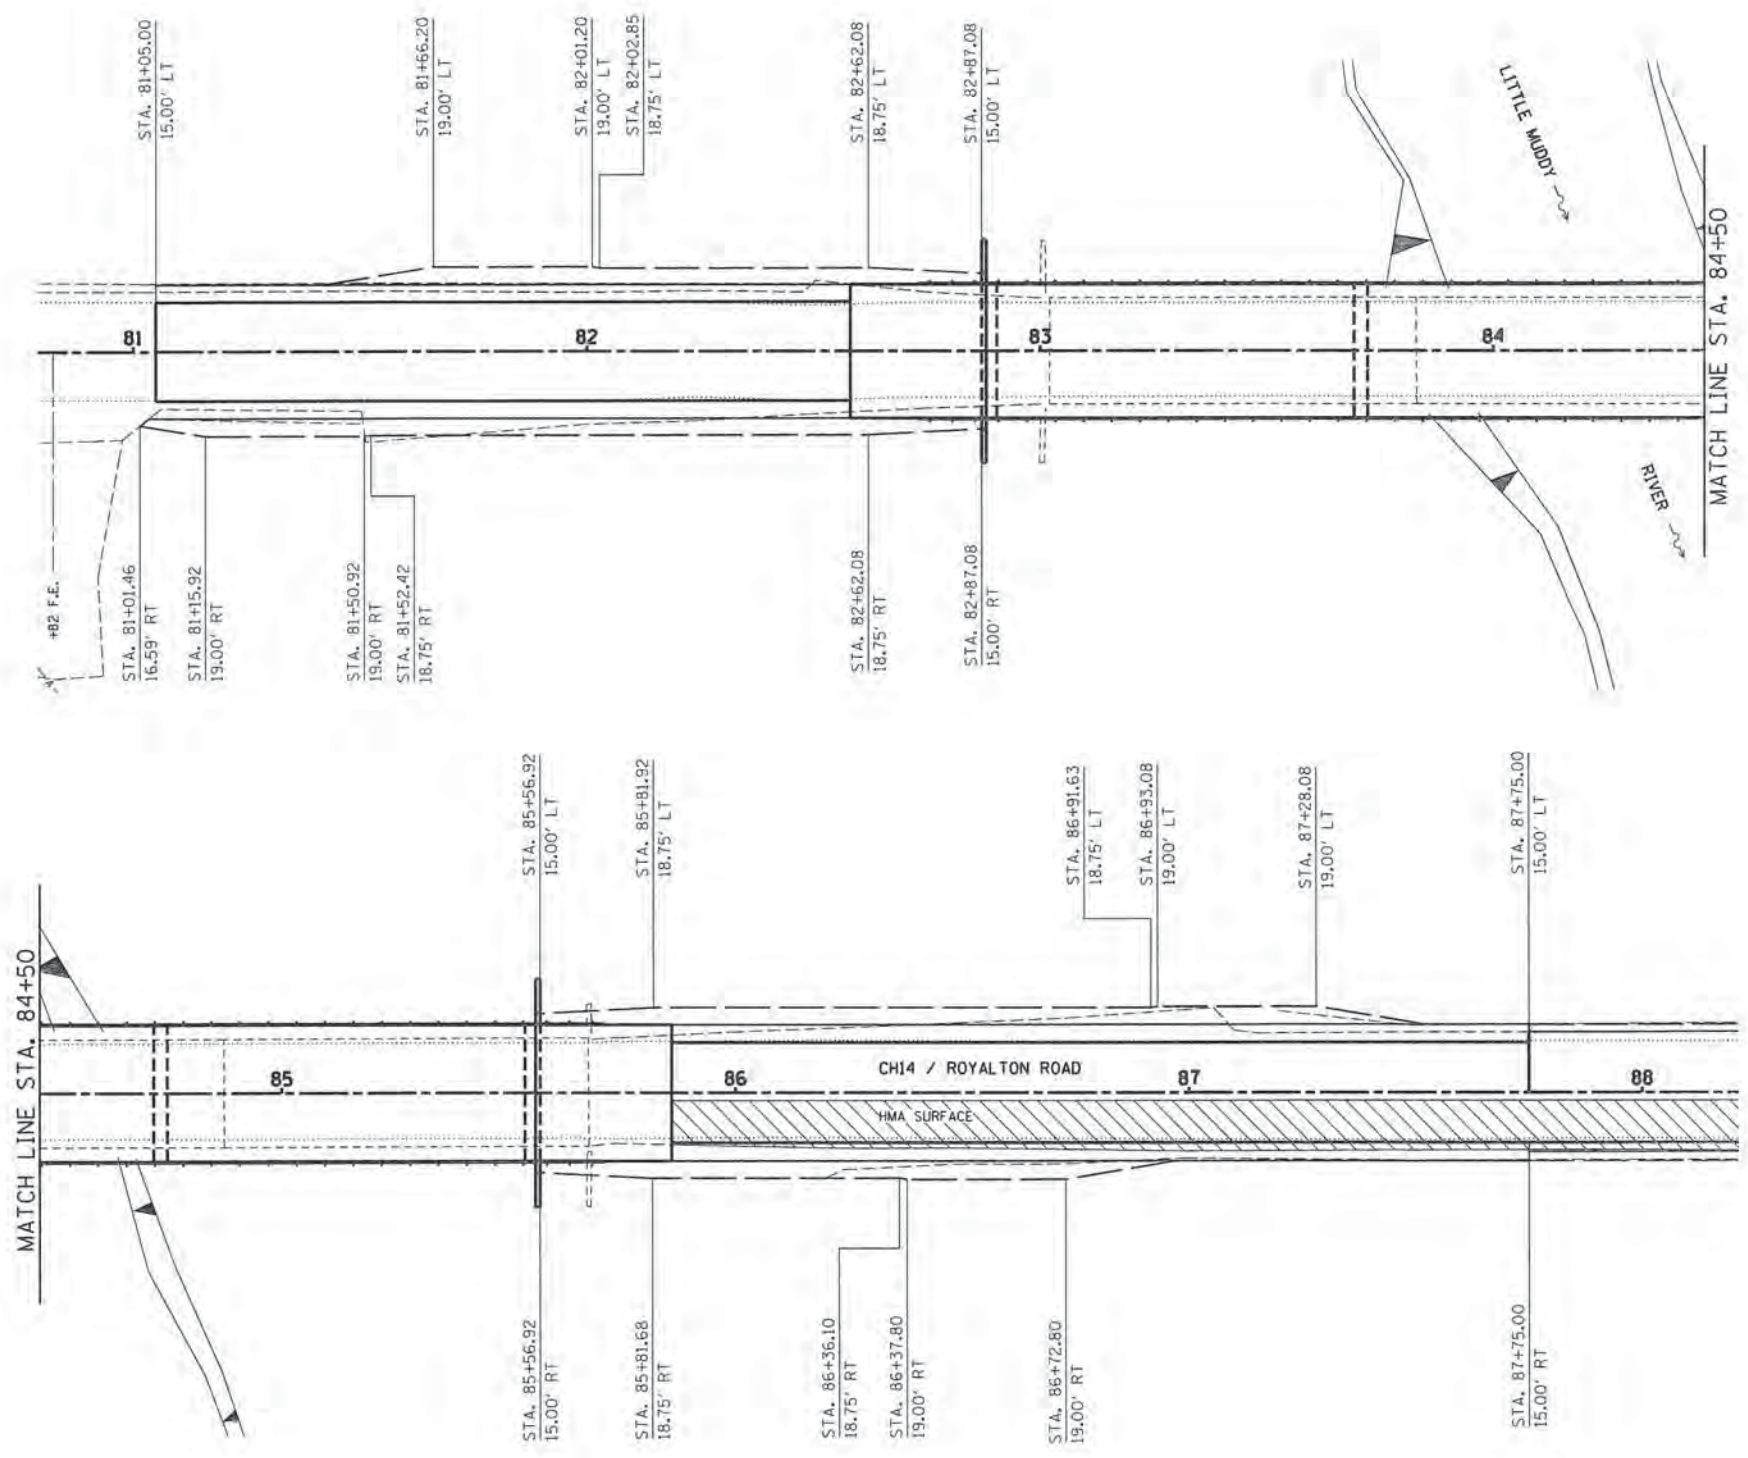 STA. 81+05.00
15.00' LT
STA. 81+66.20
19.00' LT
STA. 82+01.20
19.00' LT
STA. 82+02.85
18.75' LT
STA. 82+62.08
18.75' LT
STA. 82+87.08
15.00' LT
LITTLE MUDDY
81
82
83
84
MATCH LINE STA. 84+50
RIVER
+82 F.E.
STA. 81+01.46
16.59' RT
STA. 81+15.92
19.00' RT
STA. 81+50.92
19.00' RT
STA. 81+52.42
18.75' RT
STA. 82+62.08
18.75' RT
STA. 82+87.08
15.00' RT
MATCH LINE STA. 84+50
STA. 85+56.92
15.00' LT
STA. 85+81.92
18.75' LT
STA. 86+91.63
18.75' LT
STA. 86+93.08
19.00' LT
STA. 87+28.08
19.00' LT
STA. 87+75.00
15.00' LT
85
86
CH14 / ROYALTON ROAD
87
88
HMA SURFACE
STA. 85+56.92
15.00' RT
STA. 85+81.68
18.75' RT
STA. 86+36.10
18.75' RT
STA. 86+37.80
19.00' RT
STA. 86+72.80
19.00' RT
STA. 87+75.00
15.00' RT